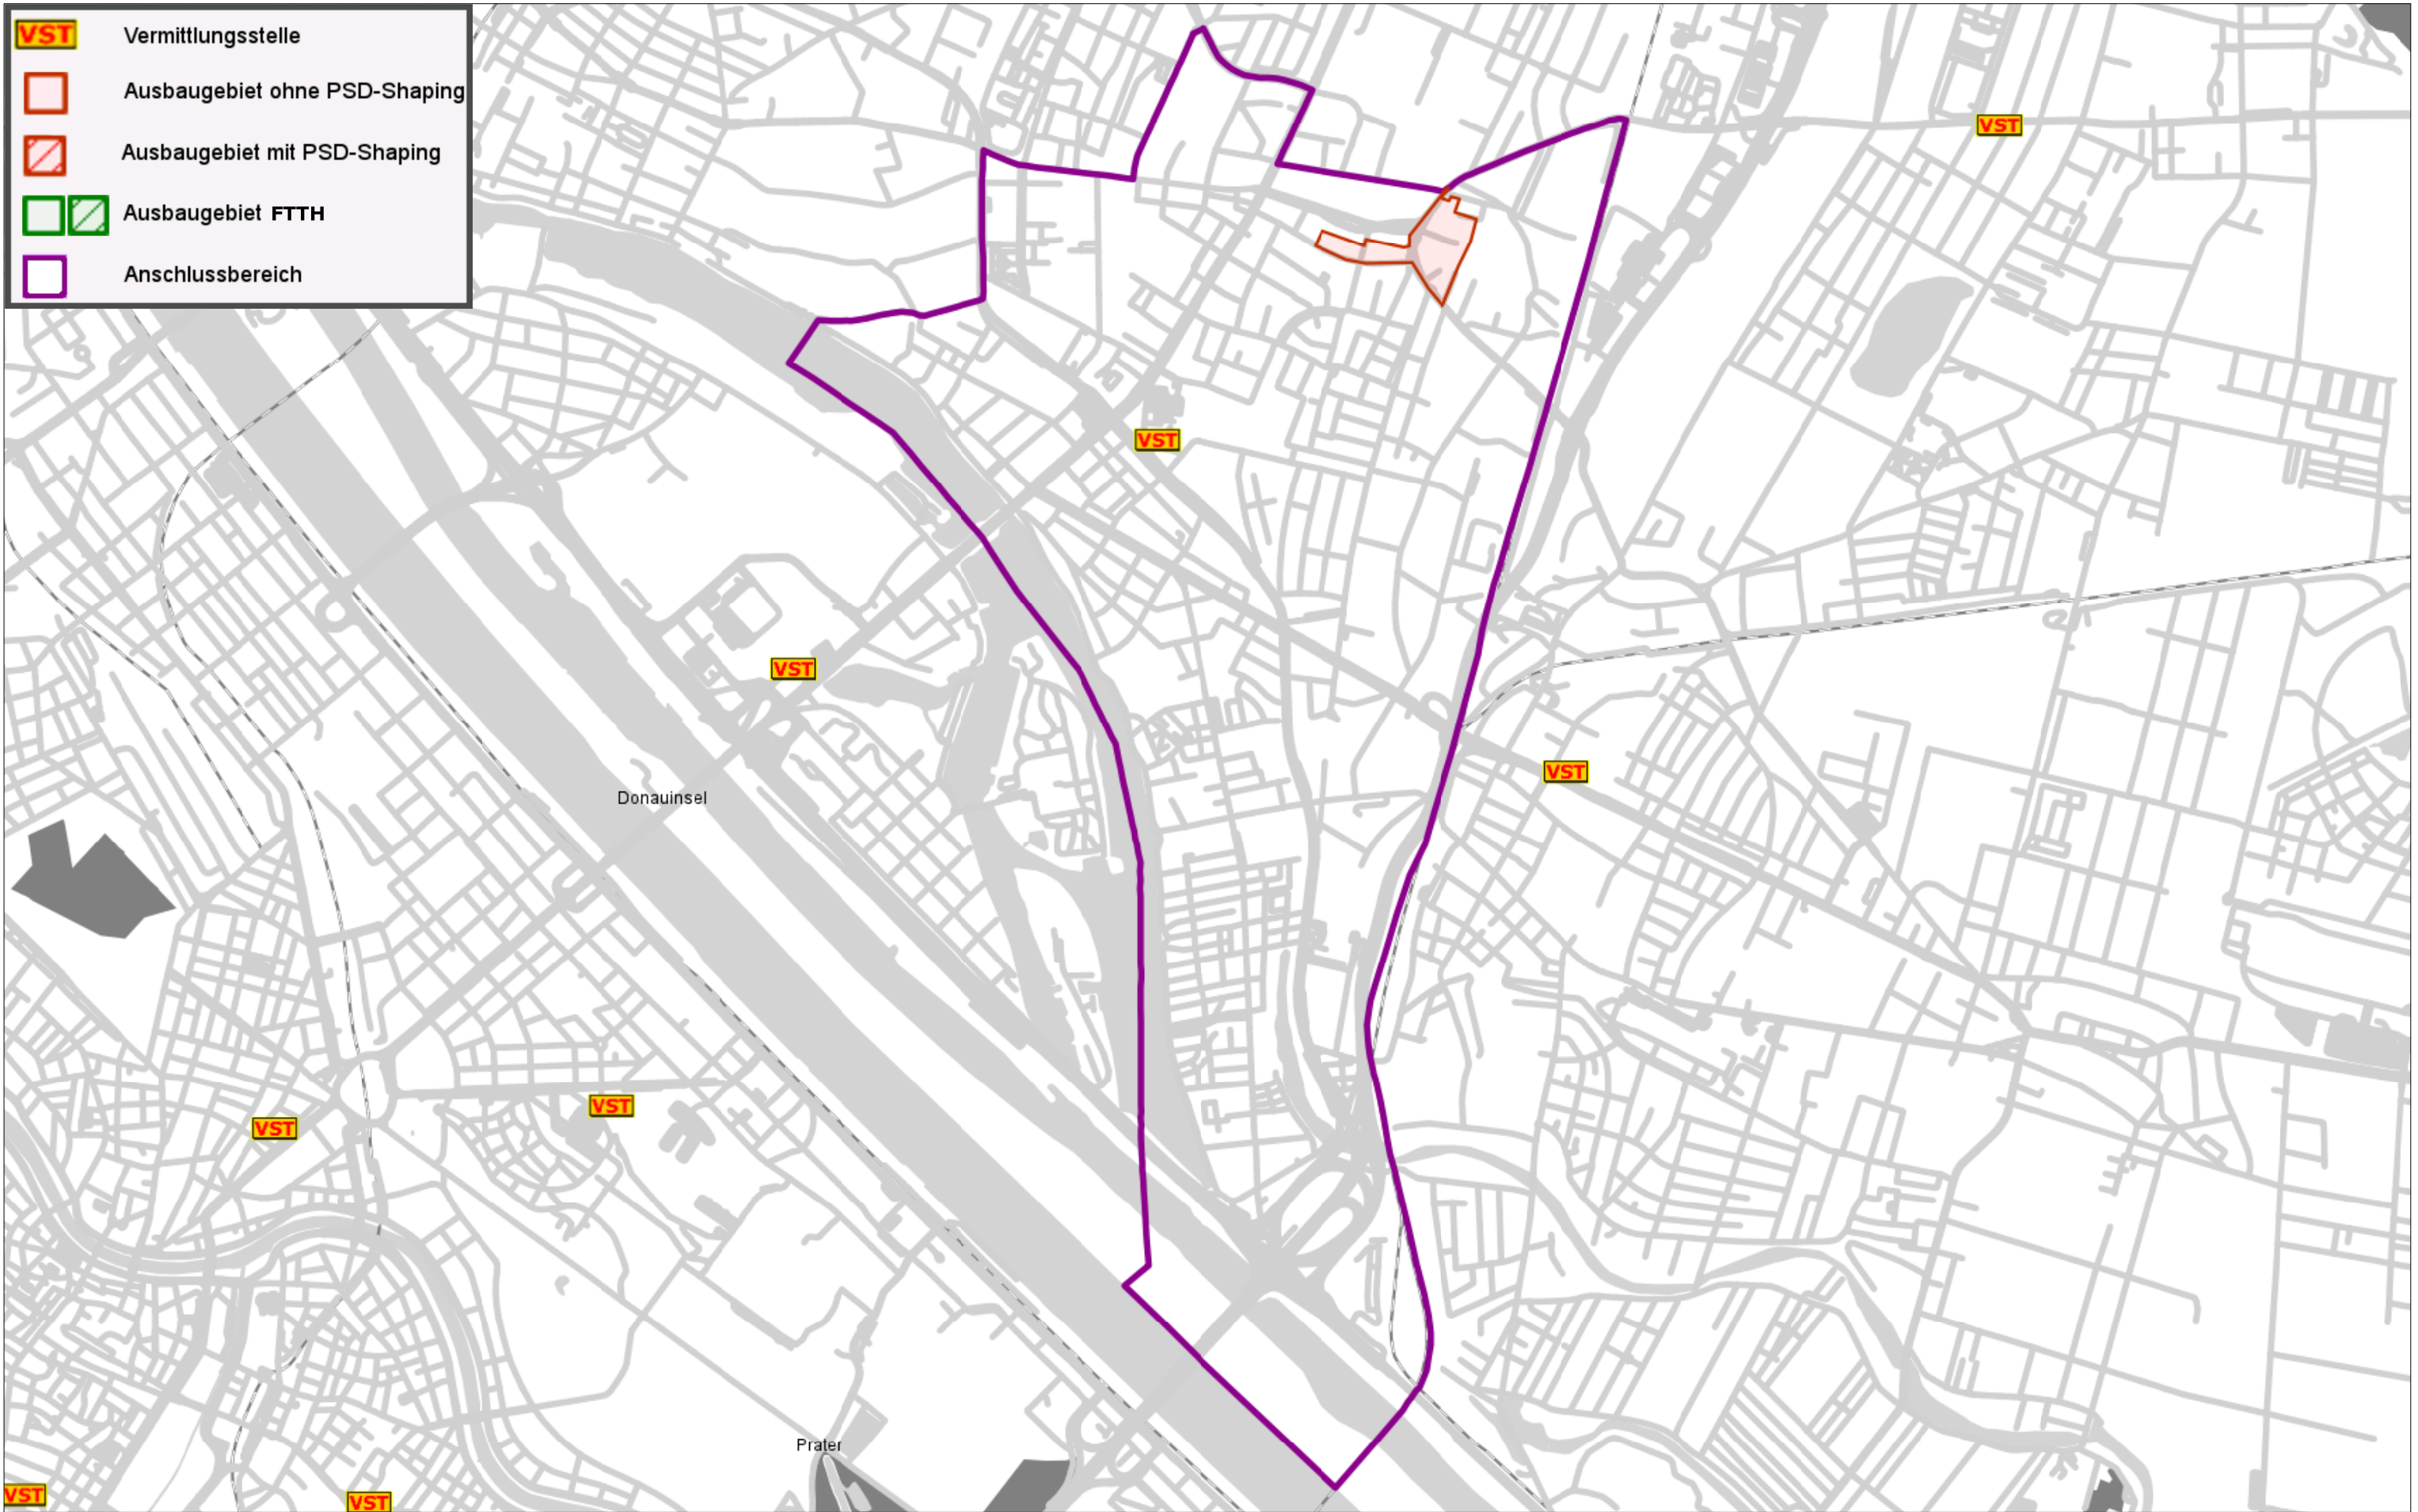 VST Vermittlungsstelle
Ausbaugebiet ohne PSD-Shaping
Ausbaugebiet mit PSD-Shaping
Ausbaugebiet FTTH
Anschlussbereich
VST
VST
VST
Donauinsel
VST
VST
VST
Prater
VST
VST